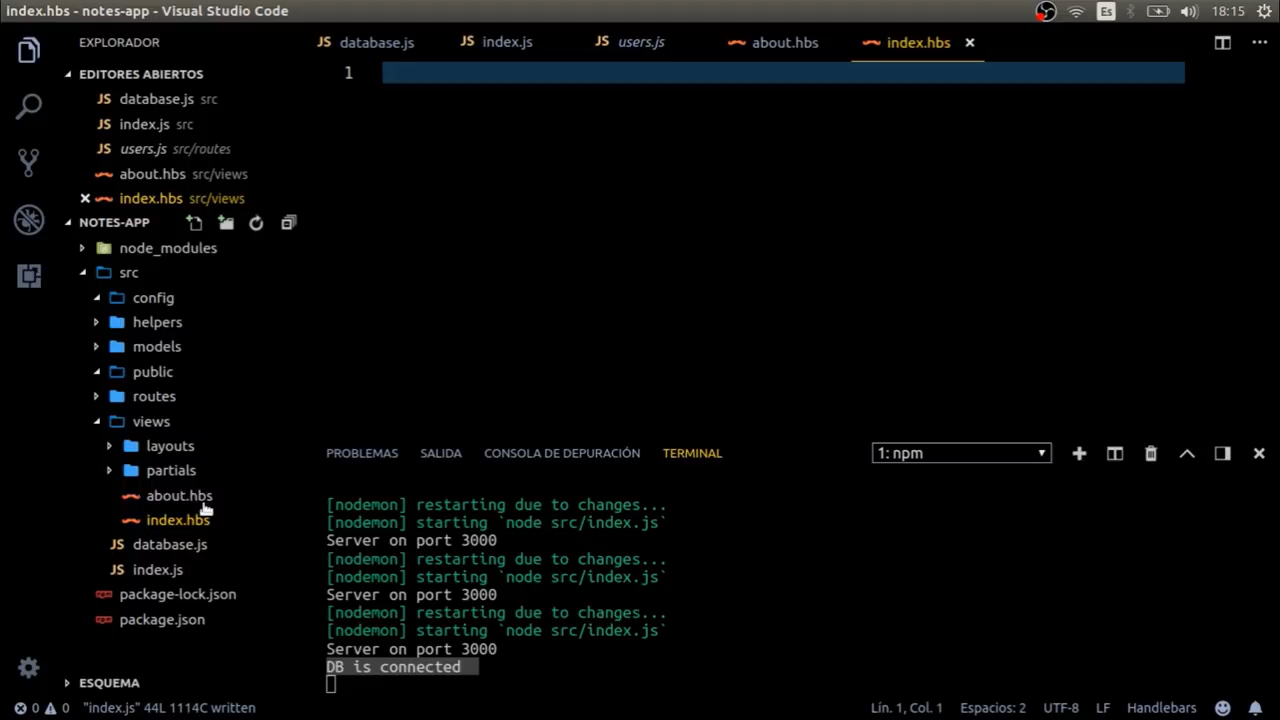 index.hbs - notes-app - Visual Studio Code
Es
18:15
EXPLORADOR
EDITORES ABIERTOS
JS database.js src
JS index.js src
JS users.js src/routes
about.hbs src/views
index.hbs src/views
NOTES-APP
node_modules
src
config
helpers
models
public
routes
views
layouts
partials
about.hbs
index.hbs
JS database.js
JS index.js
package-lock.json
package.json
ESQUEMA
JS database.js
JS index.js
JS users.js
about.hbs
index.hbs
1
PROBLEMAS SALIDA CONSOLA DE DEPURACIÓN TERMINAL
1: npm
[nodemon] restarting due to changes...
[nodemon] starting `node src/index.js`
Server on port 3000
[nodemon] restarting due to changes...
[nodemon] starting `node src/index.js`
Server on port 3000
[nodemon] restarting due to changes...
[nodemon] starting `node src/index.js`
Server on port 3000
DB is connected
0 0 "index.js" 44L 1114C written
Lín. 1, Col. 1 Espacios: 2 UTF-8 LF Handlebars